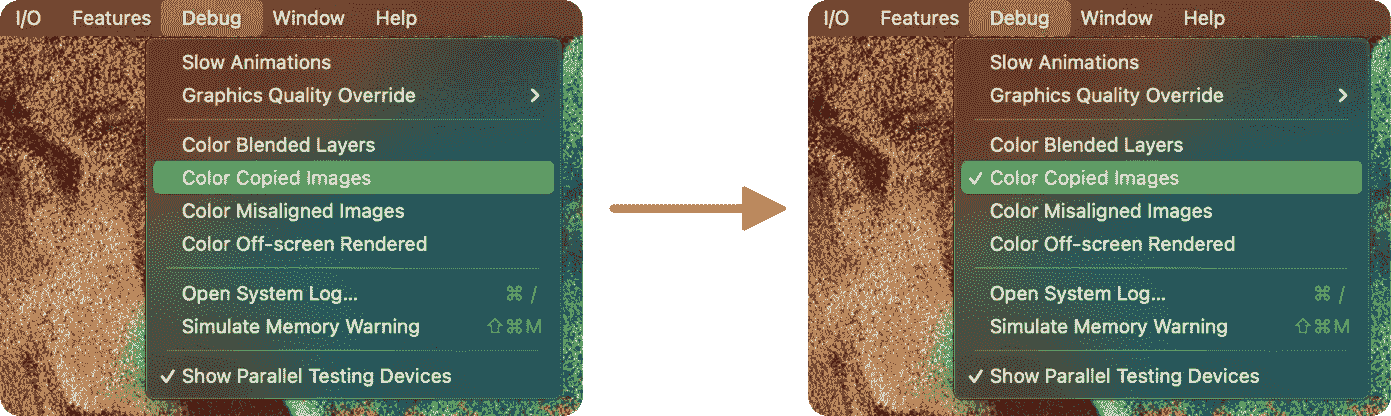 I/O Features Debug Window Help
Slow Animations
Graphics Quality Override
Color Blended Layers
Color Copied Images
Color Misaligned Images
Color Off-screen Rendered
Open System Log... ⌘ /
Simulate Memory Warning ⇧⌘M
✓ Show Parallel Testing Devices
I/O Features Debug Window Help
Slow Animations
Graphics Quality Override
Color Blended Layers
✓ Color Copied Images
Color Misaligned Images
Color Off-screen Rendered
Open System Log... ⌘ /
Simulate Memory Warning ⇧⌘M
✓ Show Parallel Testing Devices